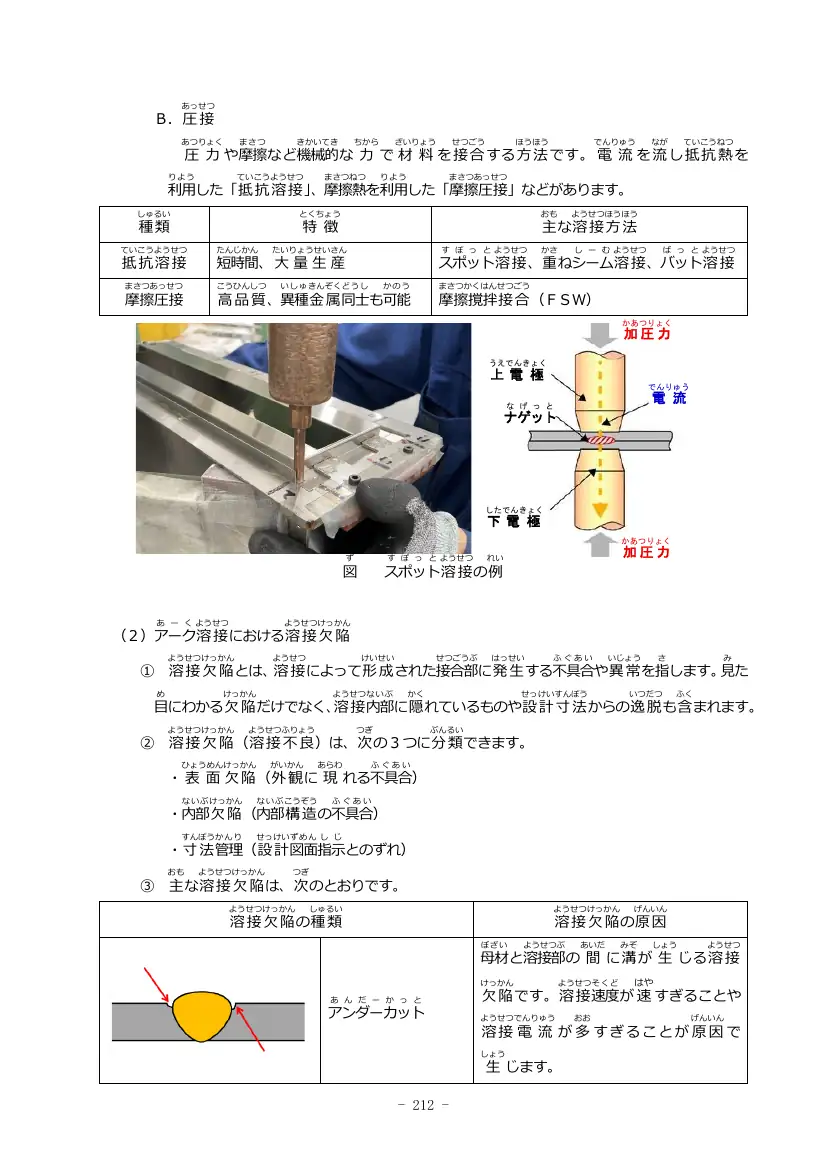 B．圧接
圧力や摩擦など機械的な力で材料を接合する方法です。電流を流し抵抗熱を
利用した「抵抗溶接」、摩擦熱を利用した「摩擦圧接」などがあります。
種類 特徴 主な溶接方法
抵抗溶接 短時間、大量生産 スポット溶接、重ねシーム溶接、バット溶接
摩擦圧接 高品質、異種金属同士も可能 摩擦撹拌接合（ＦＳＷ）
加圧力
上電極
電流
ナゲット
下電極
加圧力
図 スポット溶接の例
（２）アーク溶接における溶接欠陥
① 溶接欠陥とは、溶接によって形成された接合部に発生する不具合や異常を指します。見た
目にわかる欠陥だけでなく、溶接内部に隠れているものや設計寸法からの逸脱も含まれます。
② 溶接欠陥（溶接不良）は、次の３つに分類できます。
・表面欠陥（外観に現れる不具合）
・内部欠陥（内部構造の不具合）
・寸法管理（設計図面指示とのずれ）
③ 主な溶接欠陥は、次のとおりです。
溶接欠陥の種類 溶接欠陥の原因
アンダーカット
母材と溶接部の間に溝が生じる溶接
欠陥です。溶接速度が速すぎることや
溶接電流が多すぎることが原因で
生じます。
- 212 -